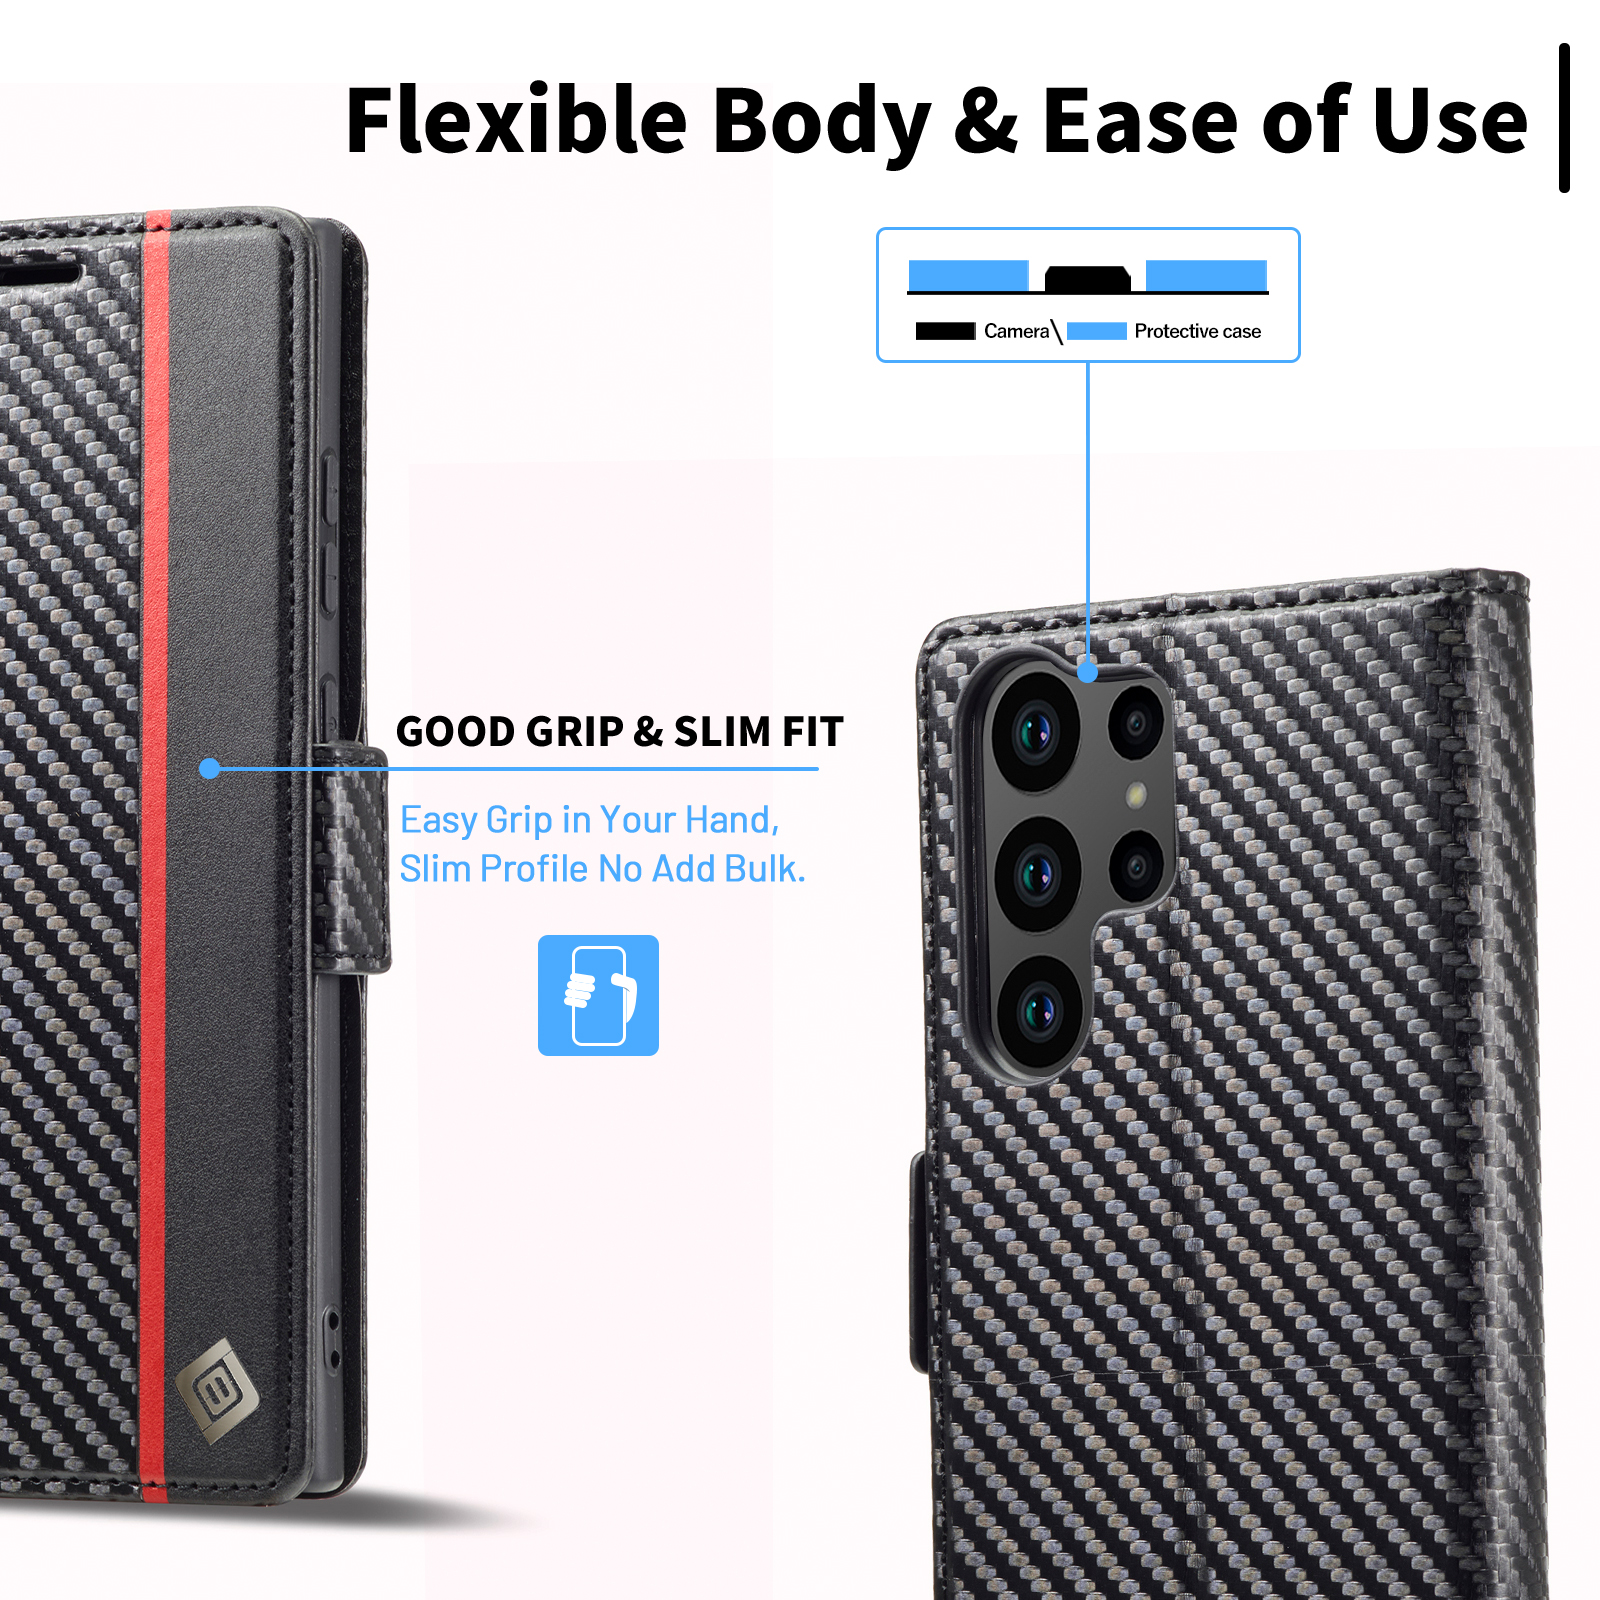 Flexible Body & Ease of Use
Camera\ Protective case
GOOD GRIP & SLIM FIT
Easy Grip in Your Hand,
Slim Profile No Add Bulk.